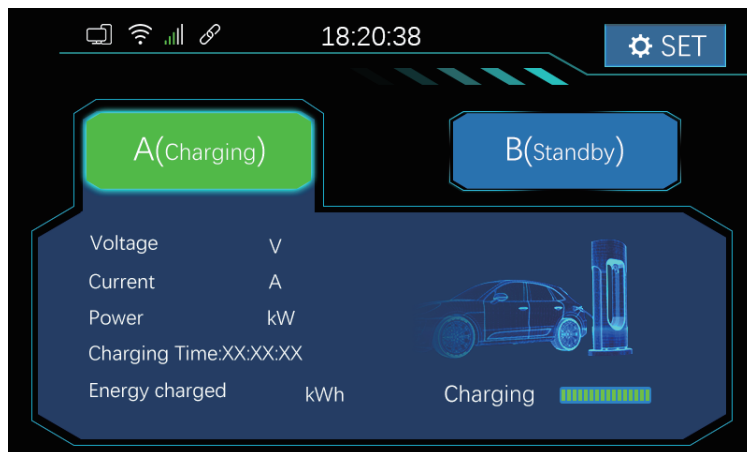 18:20:38
SET
A(Charging)
B(Standby)
Voltage V
Current A
Power kW
Charging Time:XX:XX:XX
Energy charged kWh
Charging